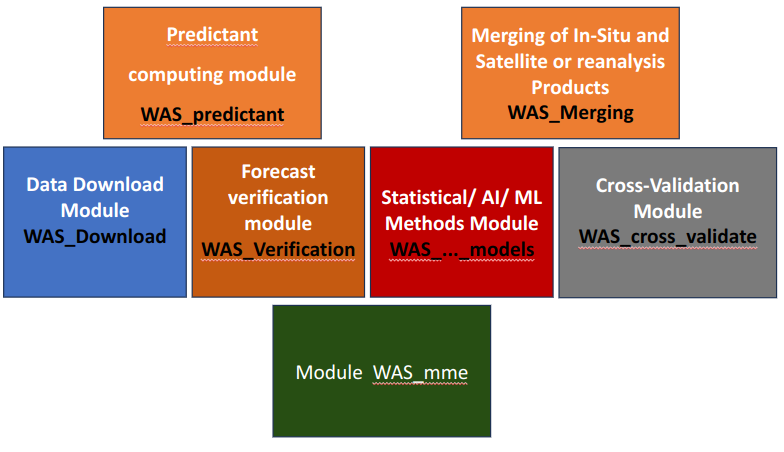 Predictant
computing module
WAS_predictant
Merging of In-Situ and
Satellite or reanalysis
Products
WAS_Merging
Data Download
Module
WAS_Download
Forecast
verification
module
WAS_Verification
Statistical/ AI/ ML
Methods Module
WAS_..._models
Cross-Validation
Module
WAS_cross_validate
Module WAS_mme